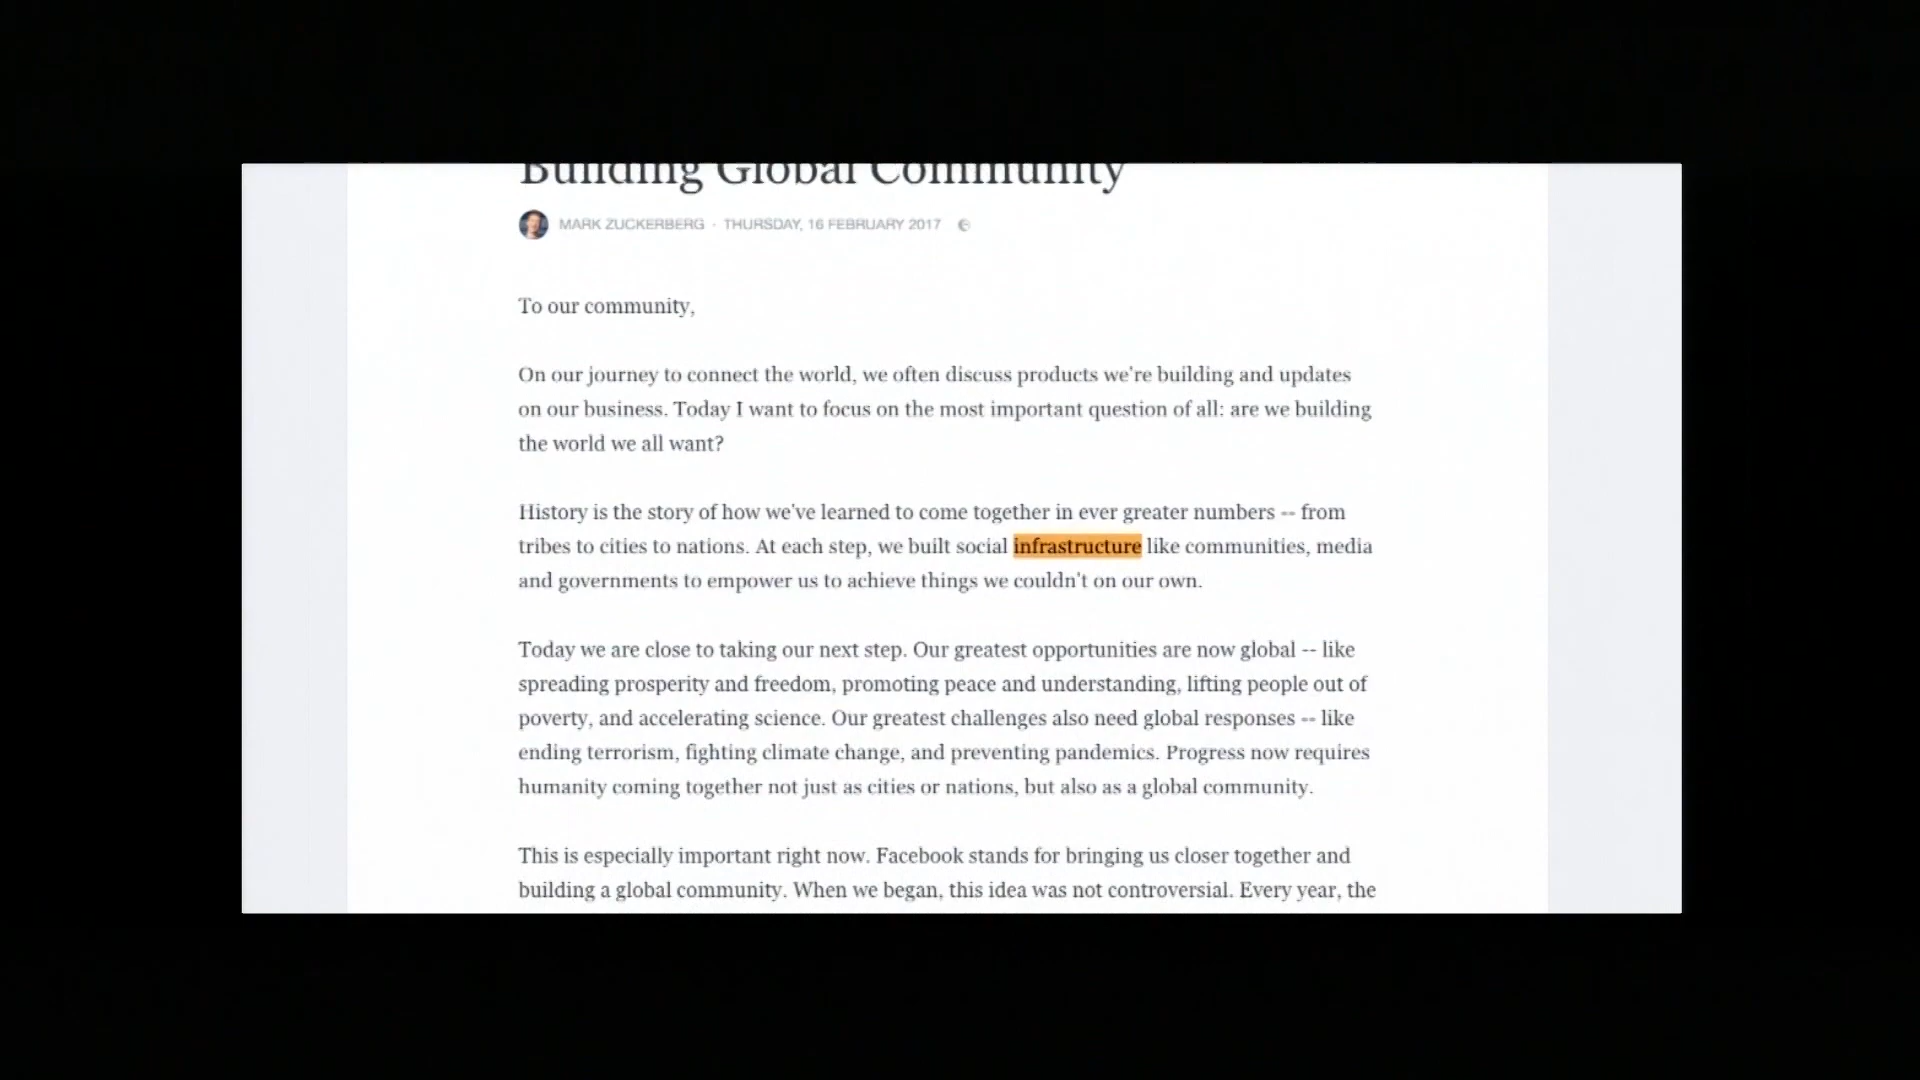 Building Global Community
MARK ZUCKERBERG · THURSDAY, 16 FEBRUARY 2017
To our community,
On our journey to connect the world, we often discuss products we're building and updates
on our business. Today I want to focus on the most important question of all: are we building
the world we all want?
History is the story of how we've learned to come together in ever greater numbers -- from
tribes to cities to nations. At each step, we built social infrastructure like communities, media
and governments to empower us to achieve things we couldn't on our own.
Today we are close to taking our next step. Our greatest opportunities are now global -- like
spreading prosperity and freedom, promoting peace and understanding, lifting people out of
poverty, and accelerating science. Our greatest challenges also need global responses -- like
ending terrorism, fighting climate change, and preventing pandemics. Progress now requires
humanity coming together not just as cities or nations, but also as a global community.
This is especially important right now. Facebook stands for bringing us closer together and
building a global community. When we began, this idea was not controversial. Every year, the